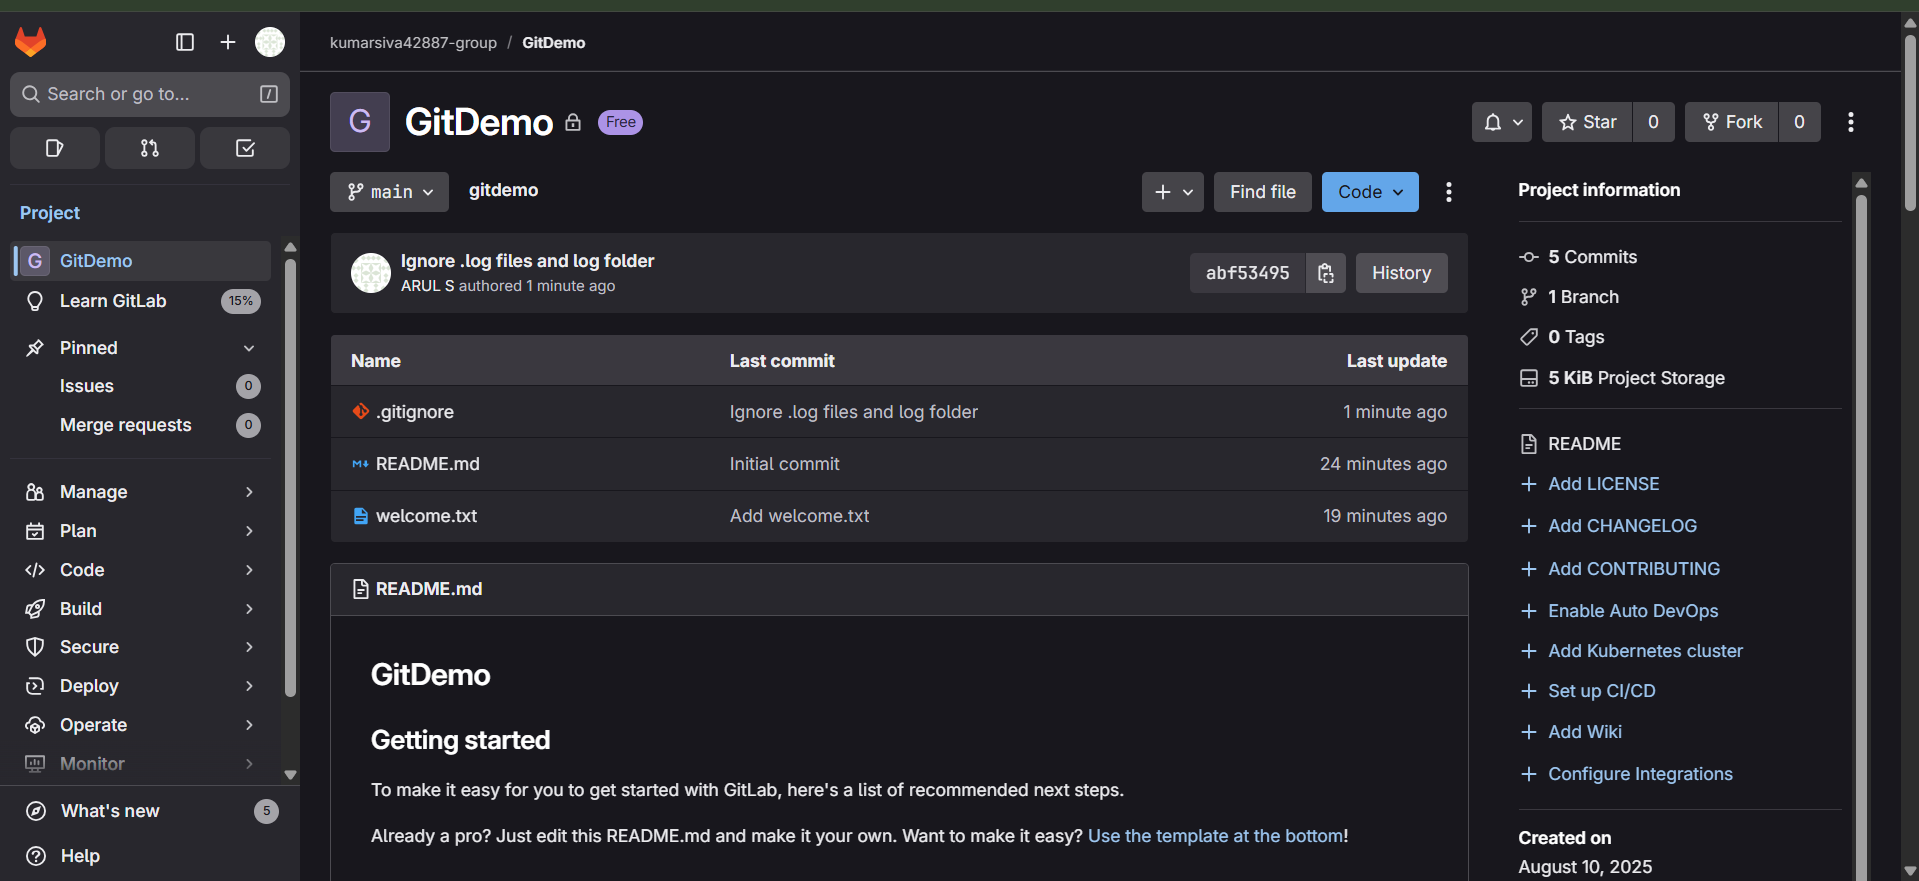 kumarsiva42887-group / GitDemo
Search or go to... /
Project
G GitDemo
Learn GitLab 15%
Pinned
Issues 0
Merge requests 0
Manage
Plan
Code
Build
Secure
Deploy
Operate
Monitor
What's new 5
Help
G GitDemo Free
Star 0 Fork 0
main gitdemo
Find file Code
Ignore .log files and log folder
ARUL S authored 1 minute ago
abf53495 History
Name Last commit Last update
.gitignore Ignore .log files and log folder 1 minute ago
README.md Initial commit 24 minutes ago
welcome.txt Add welcome.txt 19 minutes ago
README.md
GitDemo
Getting started
To make it easy for you to get started with GitLab, here's a list of recommended next steps.
Already a pro? Just edit this README.md and make it your own. Want to make it easy? Use the template at the bottom!
Project information
5 Commits
1 Branch
0 Tags
5 KiB Project Storage
README
Add LICENSE
Add CHANGELOG
Add CONTRIBUTING
Enable Auto DevOps
Add Kubernetes cluster
Set up CI/CD
Add Wiki
Configure Integrations
Created on
August 10, 2025